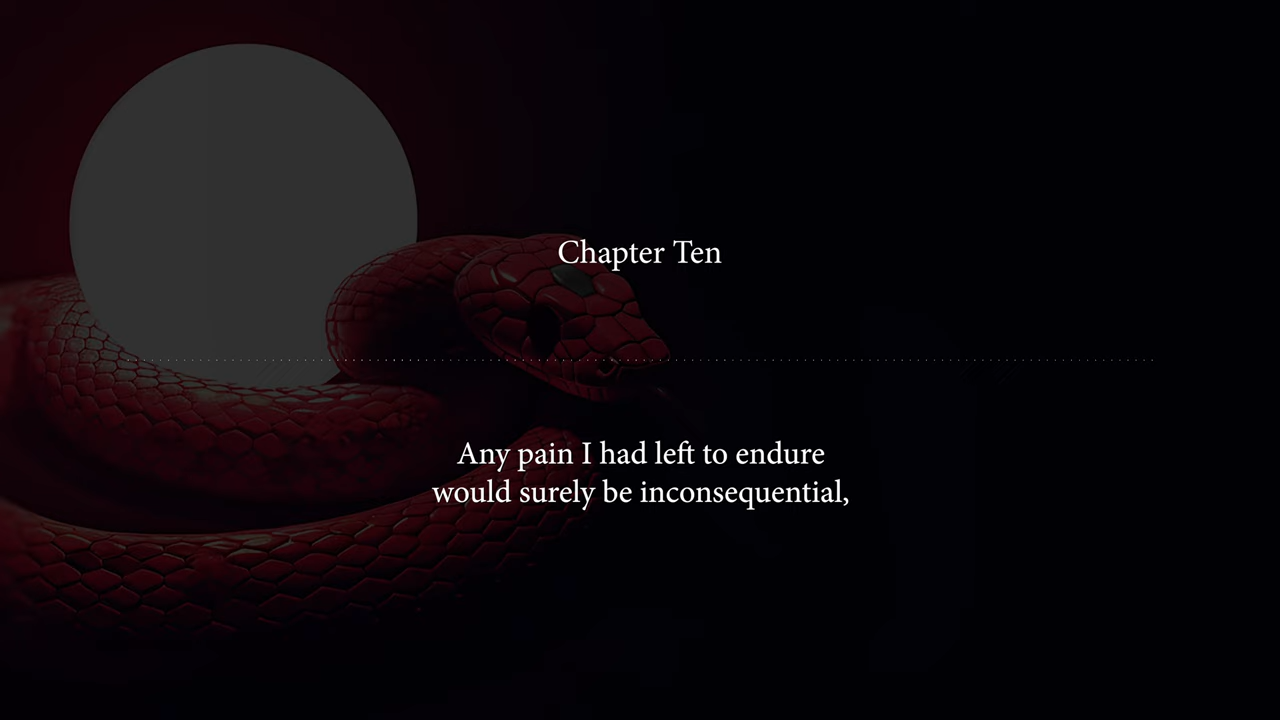 Chapter Ten
Any pain I had left to endure
would surely be inconsequential,